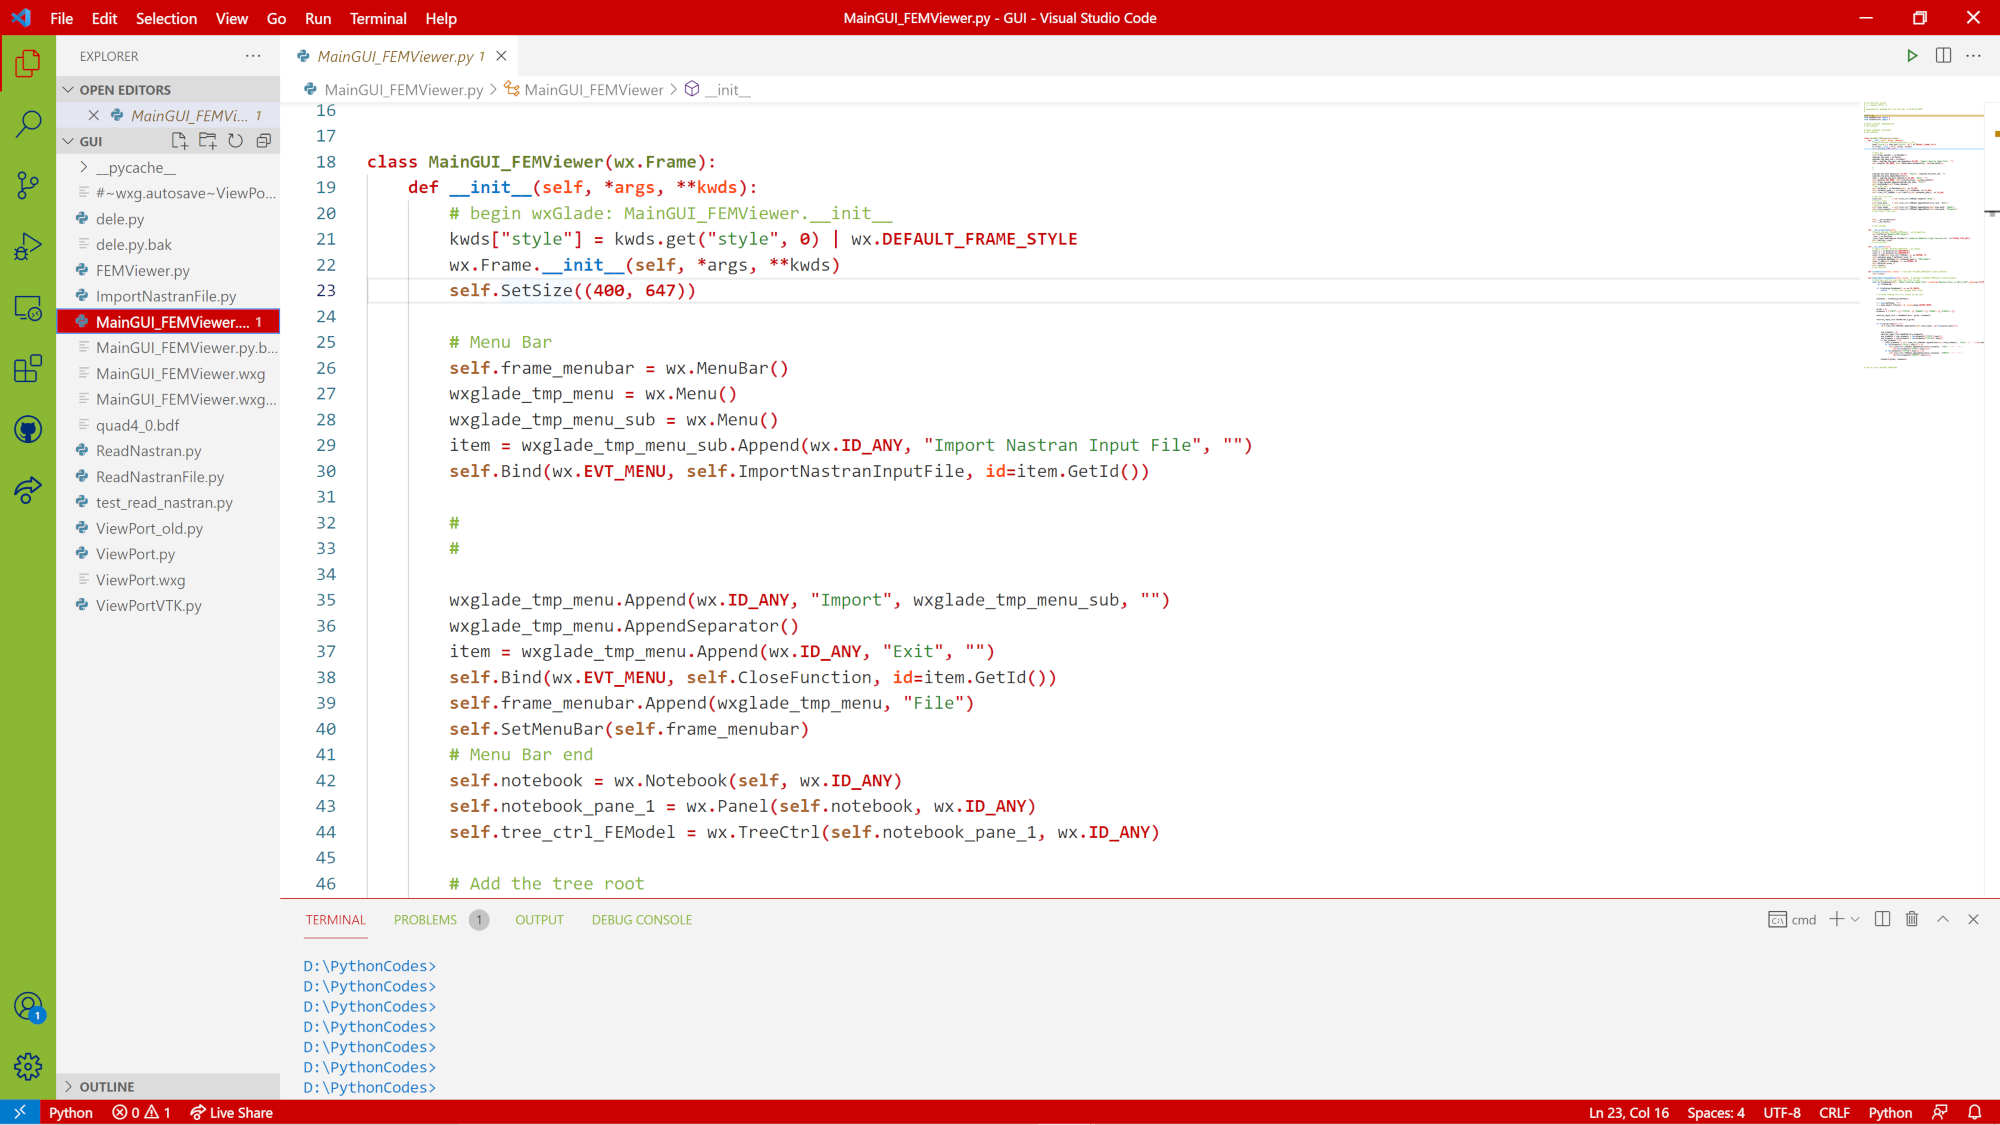 File Edit Selection View Go Run Terminal Help
MainGUI_FEMViewer.py - GUI - Visual Studio Code
EXPLORER
OPEN EDITORS
MainGUI_FEMVi... 1
GUI
__pycache__
#~wxg.autosave~ViewPo...
dele.py
dele.py.bak
FEMViewer.py
ImportNastranFile.py
MainGUI_FEMViewer.... 1
MainGUI_FEMViewer.py.b...
MainGUI_FEMViewer.wxg
MainGUI_FEMViewer.wxg...
quad4_0.bdf
ReadNastran.py
ReadNastranFile.py
test_read_nastran.py
ViewPort_old.py
ViewPort.py
ViewPort.wxg
ViewPortVTK.py
OUTLINE
MainGUI_FEMViewer.py 1
MainGUI_FEMViewer.py > MainGUI_FEMViewer > __init__
16
17
18 class MainGUI_FEMViewer(wx.Frame):
19 def __init__(self, *args, **kwds):
20 # begin wxGlade: MainGUI_FEMViewer.__init__
21 kwds["style"] = kwds.get("style", 0) | wx.DEFAULT_FRAME_STYLE
22 wx.Frame.__init__(self, *args, **kwds)
23 self.SetSize((400, 647))
24
25 # Menu Bar
26 self.frame_menubar = wx.MenuBar()
27 wxglade_tmp_menu = wx.Menu()
28 wxglade_tmp_menu_sub = wx.Menu()
29 item = wxglade_tmp_menu_sub.Append(wx.ID_ANY, "Import Nastran Input File", "")
30 self.Bind(wx.EVT_MENU, self.ImportNastranInputFile, id=item.GetId())
31
32 #
33 #
34
35 wxglade_tmp_menu.Append(wx.ID_ANY, "Import", wxglade_tmp_menu_sub, "")
36 wxglade_tmp_menu.AppendSeparator()
37 item = wxglade_tmp_menu.Append(wx.ID_ANY, "Exit", "")
38 self.Bind(wx.EVT_MENU, self.CloseFunction, id=item.GetId())
39 self.frame_menubar.Append(wxglade_tmp_menu, "File")
40 self.SetMenuBar(self.frame_menubar)
41 # Menu Bar end
42 self.notebook = wx.Notebook(self, wx.ID_ANY)
43 self.notebook_pane_1 = wx.Panel(self.notebook, wx.ID_ANY)
44 self.tree_ctrl_FEModel = wx.TreeCtrl(self.notebook_pane_1, wx.ID_ANY)
45
46 # Add the tree root
TERMINAL PROBLEMS 1 OUTPUT DEBUG CONSOLE
cmd
D:\PythonCodes>
D:\PythonCodes>
D:\PythonCodes>
D:\PythonCodes>
D:\PythonCodes>
D:\PythonCodes>
D:\PythonCodes>
1
Python 0 1 Live Share
Ln 23, Col 16 Spaces: 4 UTF-8 CRLF Python